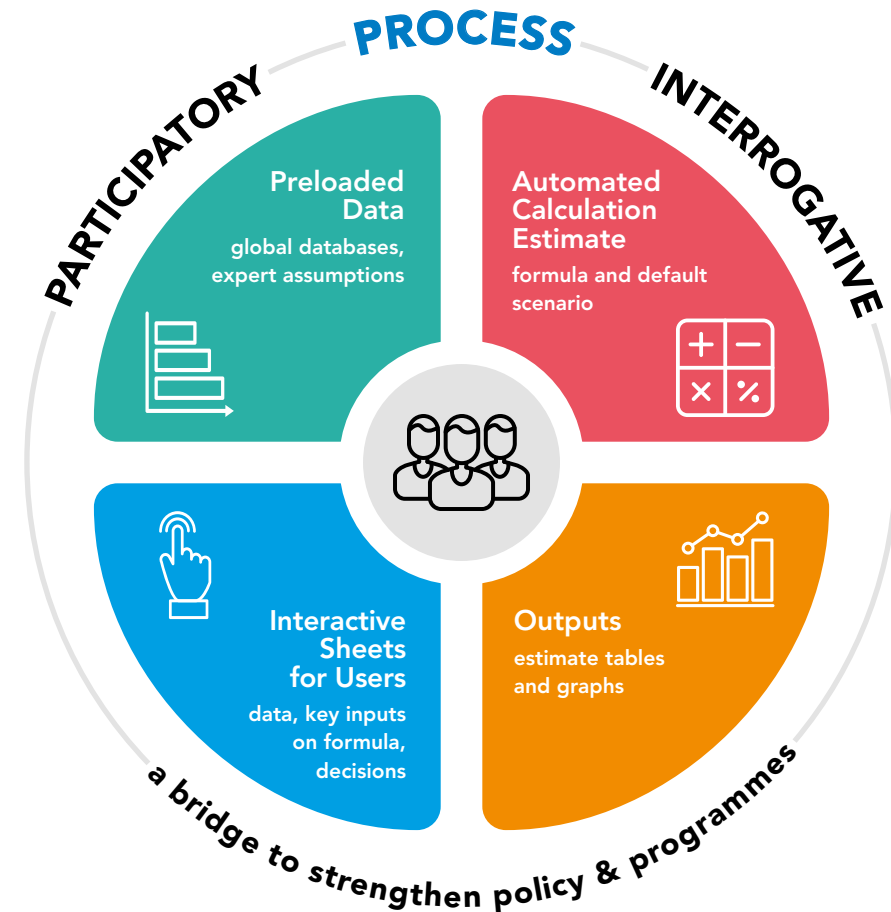 PARTICIPATORY
PROCESS
INTERROGATIVE
Preloaded
Data
global databases,
expert assumptions
Automated
Calculation
Estimate
formula and default
scenario
Interactive
Sheets
for Users
data, key inputs
on formula,
decisions
Outputs
estimate tables
and graphs
a bridge to strengthen policy & programmes